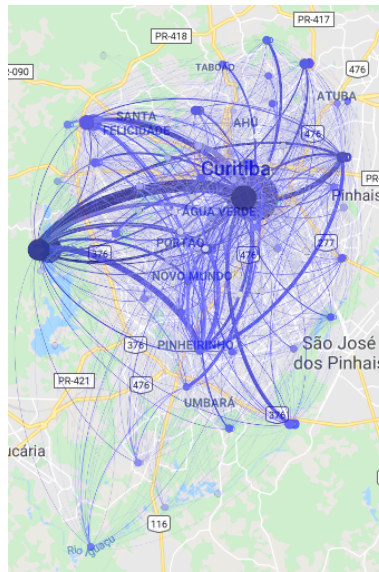 PR-417
PR-418
R-090
TABOÃO
476
ATUBA
SANTA
FELICIDADE
AHÚ
476
Curitiba
PR
Pinhais
ÁGUA VERDE
PORTÃO
277
376
476
NOVO MUNDO
376
PINHEIRINHO
São José
dos Pinhais
PR-421
476
UMBARÁ
376
ucária
116
Rio Iguaçu